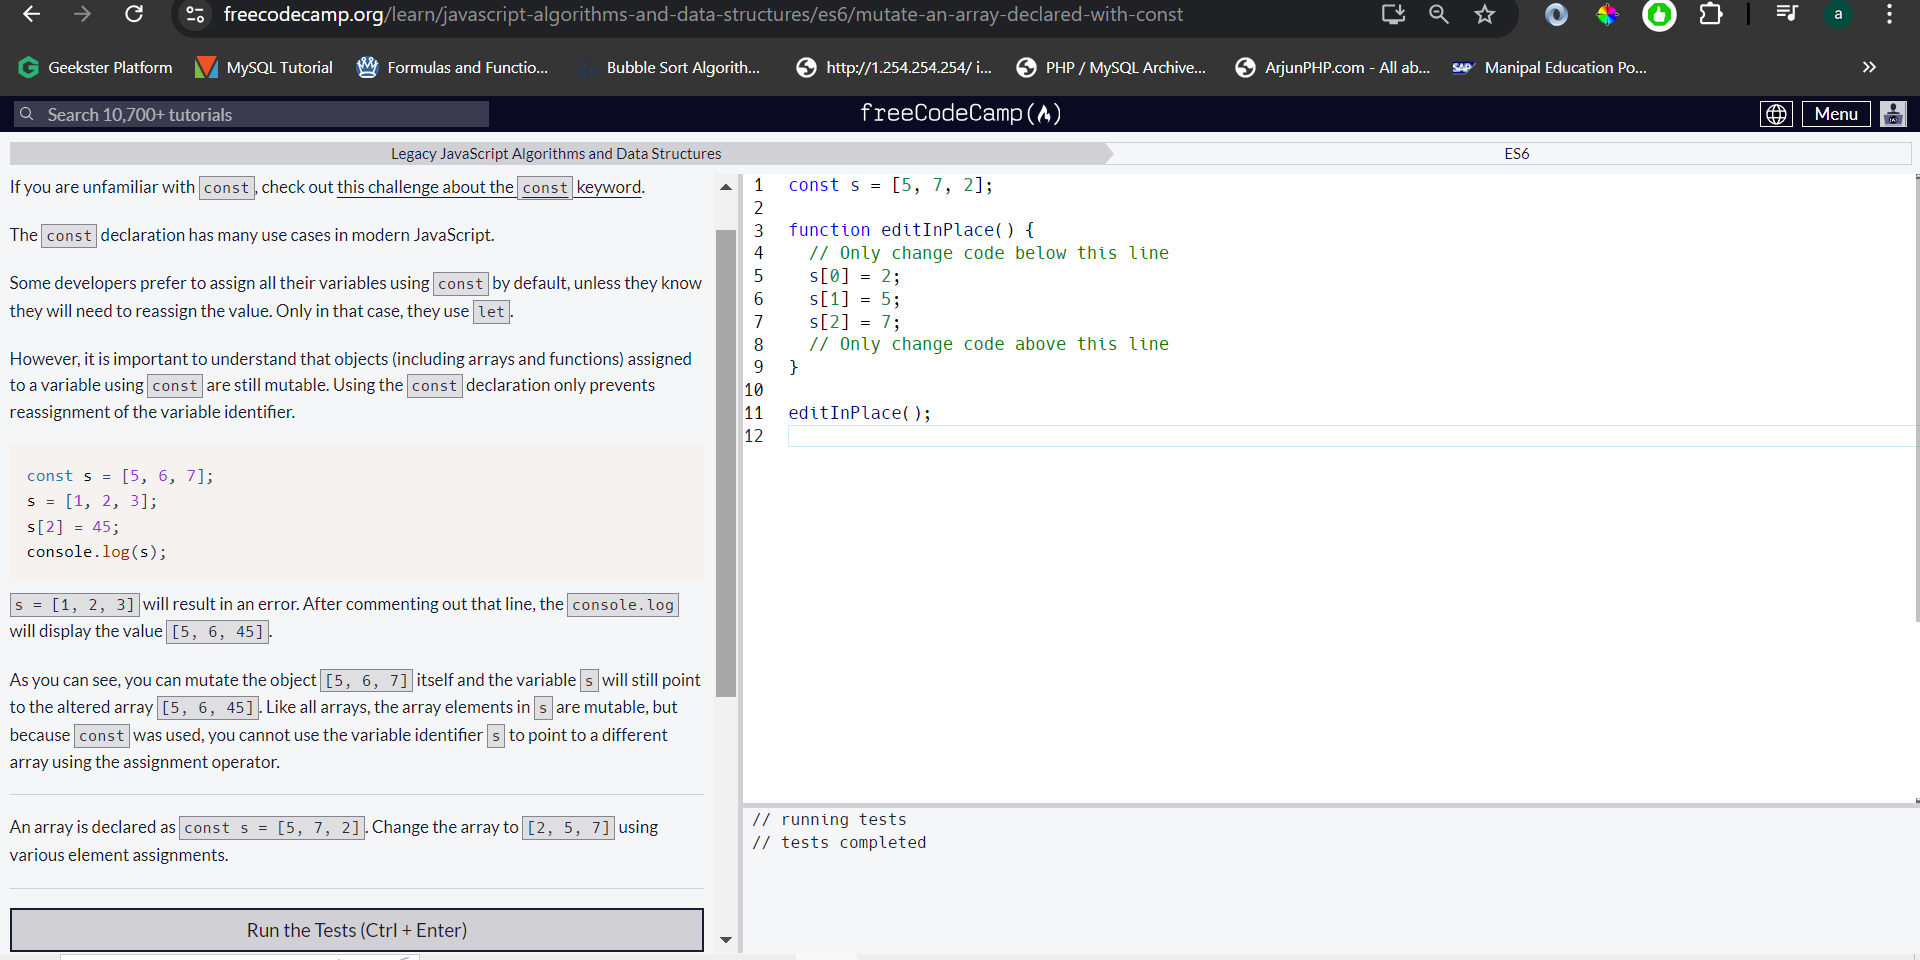 freecodecamp.org/learn/javascript-algorithms-and-data-structures/es6/mutate-an-array-declared-with-const
a
Geekster Platform
MySQL Tutorial
Formulas and Functio...
Bubble Sort Algorith...
http://1.254.254.254/ i...
PHP / MySQL Archive...
ArjunPHP.com - All ab...
SAP
Manipal Education Po...
»
Search 10,700+ tutorials
freeCodeCamp
Menu
Legacy JavaScript Algorithms and Data Structures
ES6
If you are unfamiliar with const, check out this challenge about the const keyword.
The const declaration has many use cases in modern JavaScript.
Some developers prefer to assign all their variables using const by default, unless they know
they will need to reassign the value. Only in that case, they use let.
However, it is important to understand that objects (including arrays and functions) assigned
to a variable using const are still mutable. Using the const declaration only prevents
reassignment of the variable identifier.
const s = [5, 6, 7];
s = [1, 2, 3];
s[2] = 45;
console.log(s);
s = [1, 2, 3] will result in an error. After commenting out that line, the console.log
will display the value [5, 6, 45].
As you can see, you can mutate the object [5, 6, 7] itself and the variable s will still point
to the altered array [5, 6, 45]. Like all arrays, the array elements in s are mutable, but
because const was used, you cannot use the variable identifier s to point to a different
array using the assignment operator.
An array is declared as const s = [5, 7, 2]. Change the array to [2, 5, 7] using
various element assignments.
Run the Tests (Ctrl + Enter)
1 const s = [5, 7, 2];
2
3 function editInPlace() {
4 // Only change code below this line
5 s[0] = 2;
6 s[1] = 5;
7 s[2] = 7;
8 // Only change code above this line
9 }
10
11 editInPlace();
12
// running tests
// tests completed